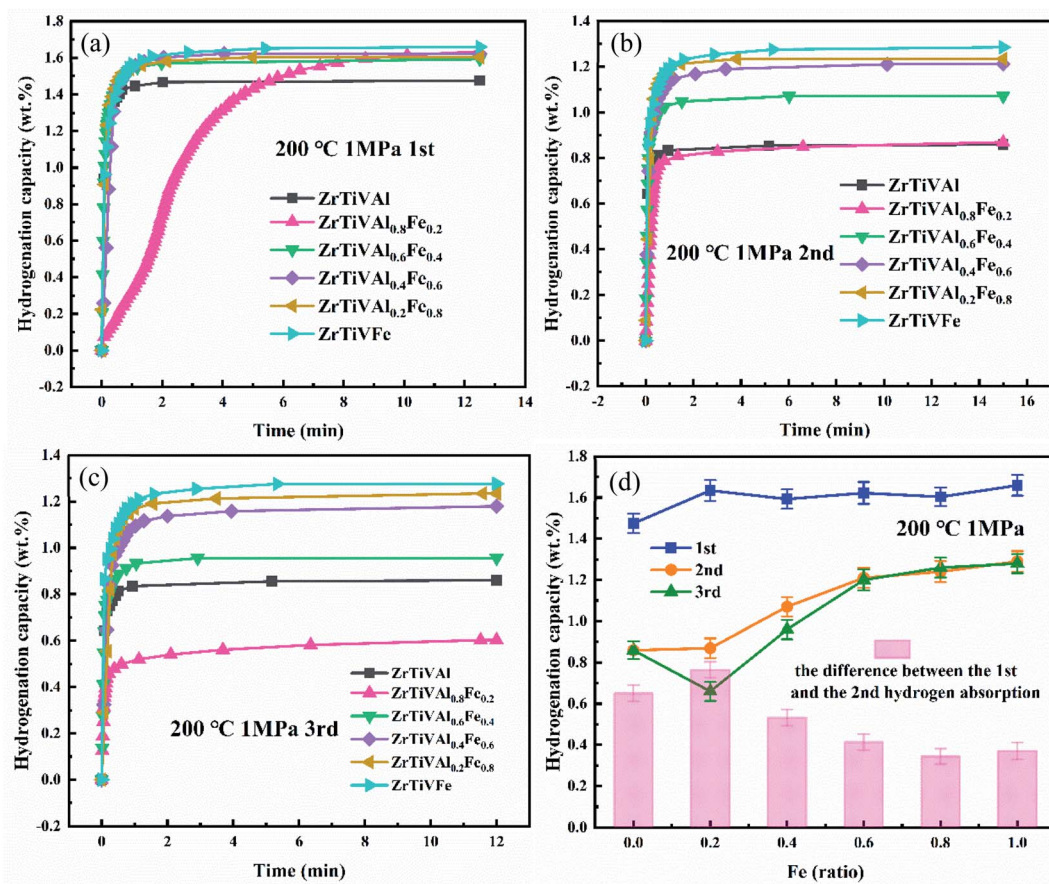 (a)
Hydrogenation capacity (wt.%)
1.8
1.6
1.4
1.2
1.0
0.8
0.6
0.4
0.2
0.0
-0.2
200 °C 1MPa 1st
ZrTiVAl
ZrTiVAl0.8Fe0.2
ZrTiVAl0.6Fe0.4
ZrTiVAl0.4Fe0.6
ZrTiVAl0.2Fe0.8
ZrTiVFe
0 2 4 6 8 10 12 14
Time (min)
(b)
Hydrogenation capacity (wt.%)
1.4
1.2
1.0
0.8
0.6
0.4
0.2
0.0
-0.2
200 °C 1MPa 2nd
ZrTiVAl
ZrTiVAl0.8Fe0.2
ZrTiVAl0.6Fe0.4
ZrTiVAl0.4Fe0.6
ZrTiVAl0.2Fe0.8
ZrTiVFe
-2 0 2 4 6 8 10 12 14 16
Time (min)
(c)
Hydrogenation capacity (wt.%)
1.4
1.2
1.0
0.8
0.6
0.4
0.2
0.0
-0.2
200 °C 1MPa 3rd
ZrTiVAl
ZrTiVAl0.8Fe0.2
ZrTiVAl0.6Fe0.4
ZrTiVAl0.4Fe0.6
ZrTiVAl0.2Fe0.8
ZrTiVFe
0 2 4 6 8 10 12
Time (min)
(d)
Hydrogenation capacity (wt.%)
1.8
1.6
1.4
1.2
1.0
0.8
0.6
0.4
0.2
0.0
200 °C 1MPa
1st
2nd
3rd
the difference between the 1st
and the 2nd hydrogen absorption
0.0 0.2 0.4 0.6 0.8 1.0
Fe (ratio)